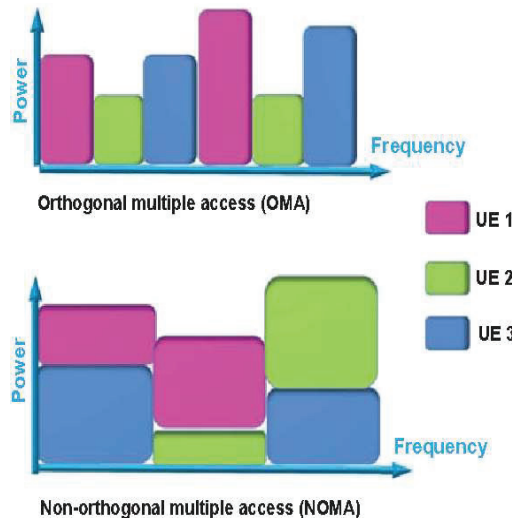 Power
Frequency
Orthogonal multiple access (OMA)
UE 1
UE 2
UE 3
Power
Frequency
Non-orthogonal multiple access (NOMA)